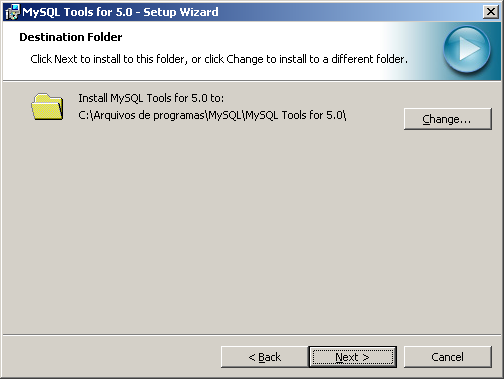 MySQL Tools for 5.0 - Setup Wizard
Destination Folder
Click Next to install to this folder, or click Change to install to a different folder.
Install MySQL Tools for 5.0 to:
C:\Arquivos de programas\MySQL\MySQL Tools for 5.0\
Change...
< Back
Next >
Cancel